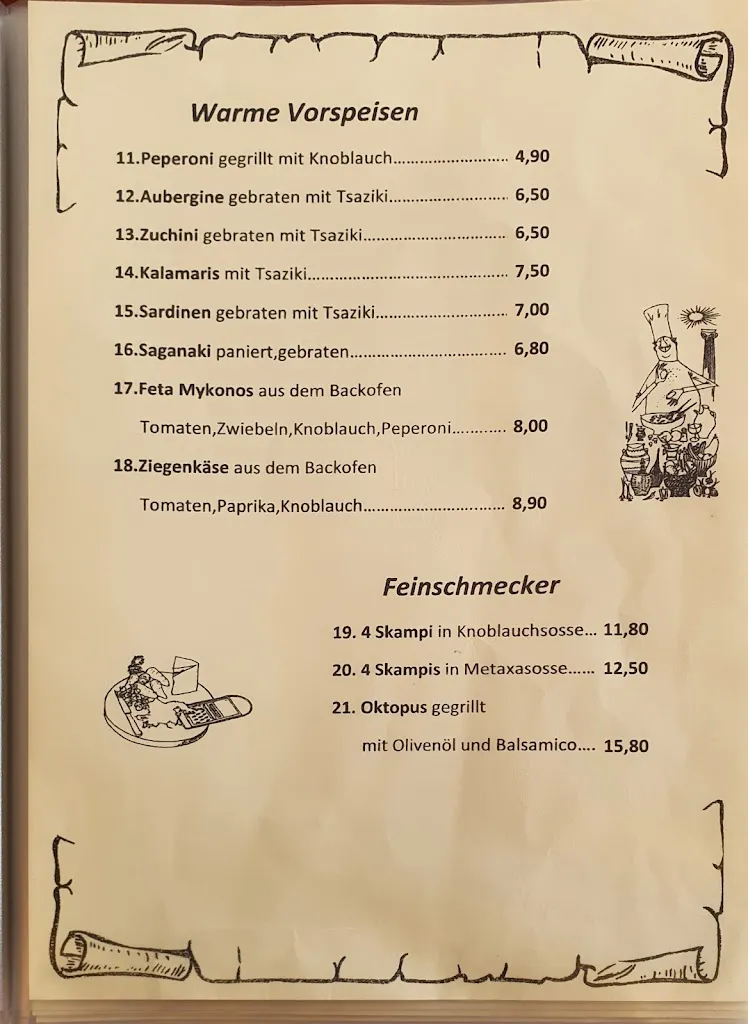 Warme Vorspeisen
11.Peperoni gegrillt mit Knoblauch............................ 4,90
12.Aubergine gebraten mit Tsaziki............................ 6,50
13.Zuchini gebraten mit Tsaziki................................. 6,50
14.Kalamaris mit Tsaziki.............................................. 7,50
15.Sardinen gebraten mit Tsaziki............................... 7,00
16.Saganaki paniert,gebraten.................................... 6,80
17.Feta Mykonos aus dem Backofen
Tomaten,Zwiebeln,Knoblauch,Peperoni............ 8,00
18.Ziegenkäse aus dem Backofen
Tomaten,Paprika,Knoblauch................................. 8,90
Feinschmecker
19. 4 Skampi in Knoblauchsosse... 11,80
20. 4 Skampis in Metaxasosse...... 12,50
21. Oktopus gegrillt
mit Olivenöl und Balsamico.... 15,80